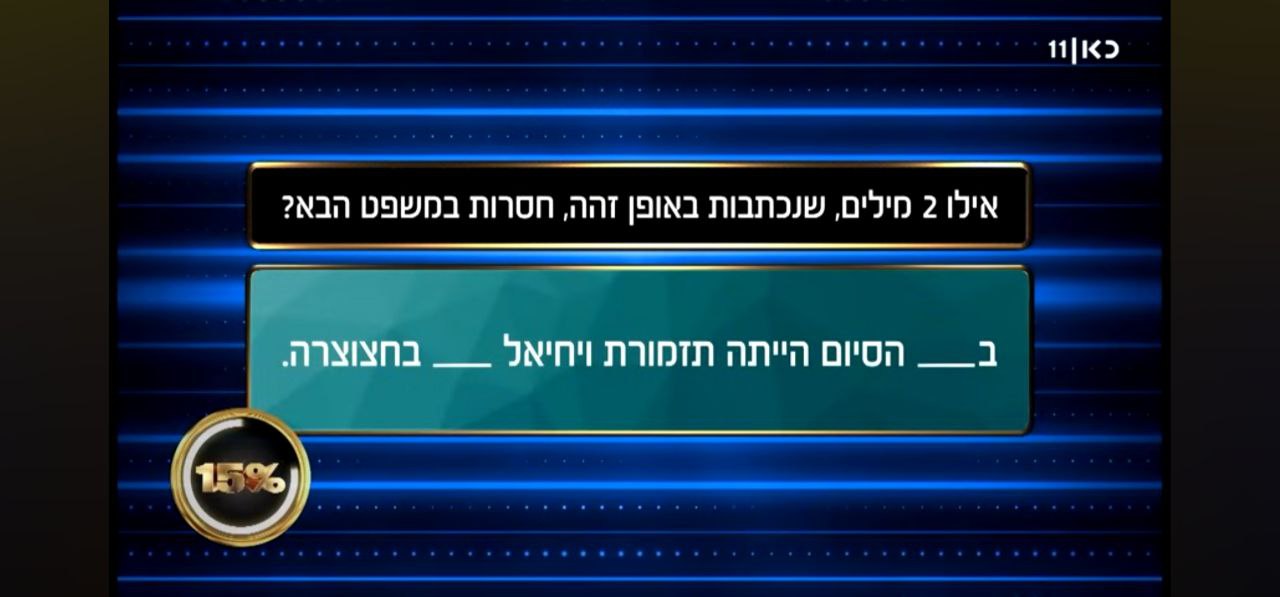 כאן|11
אילו 2 מילים, שנכתבות באופן זהה, חסרות במשפט הבא?
ב___ הסיום הייתה תזמורת ויחיאל ___ בחצוצרה.
15%